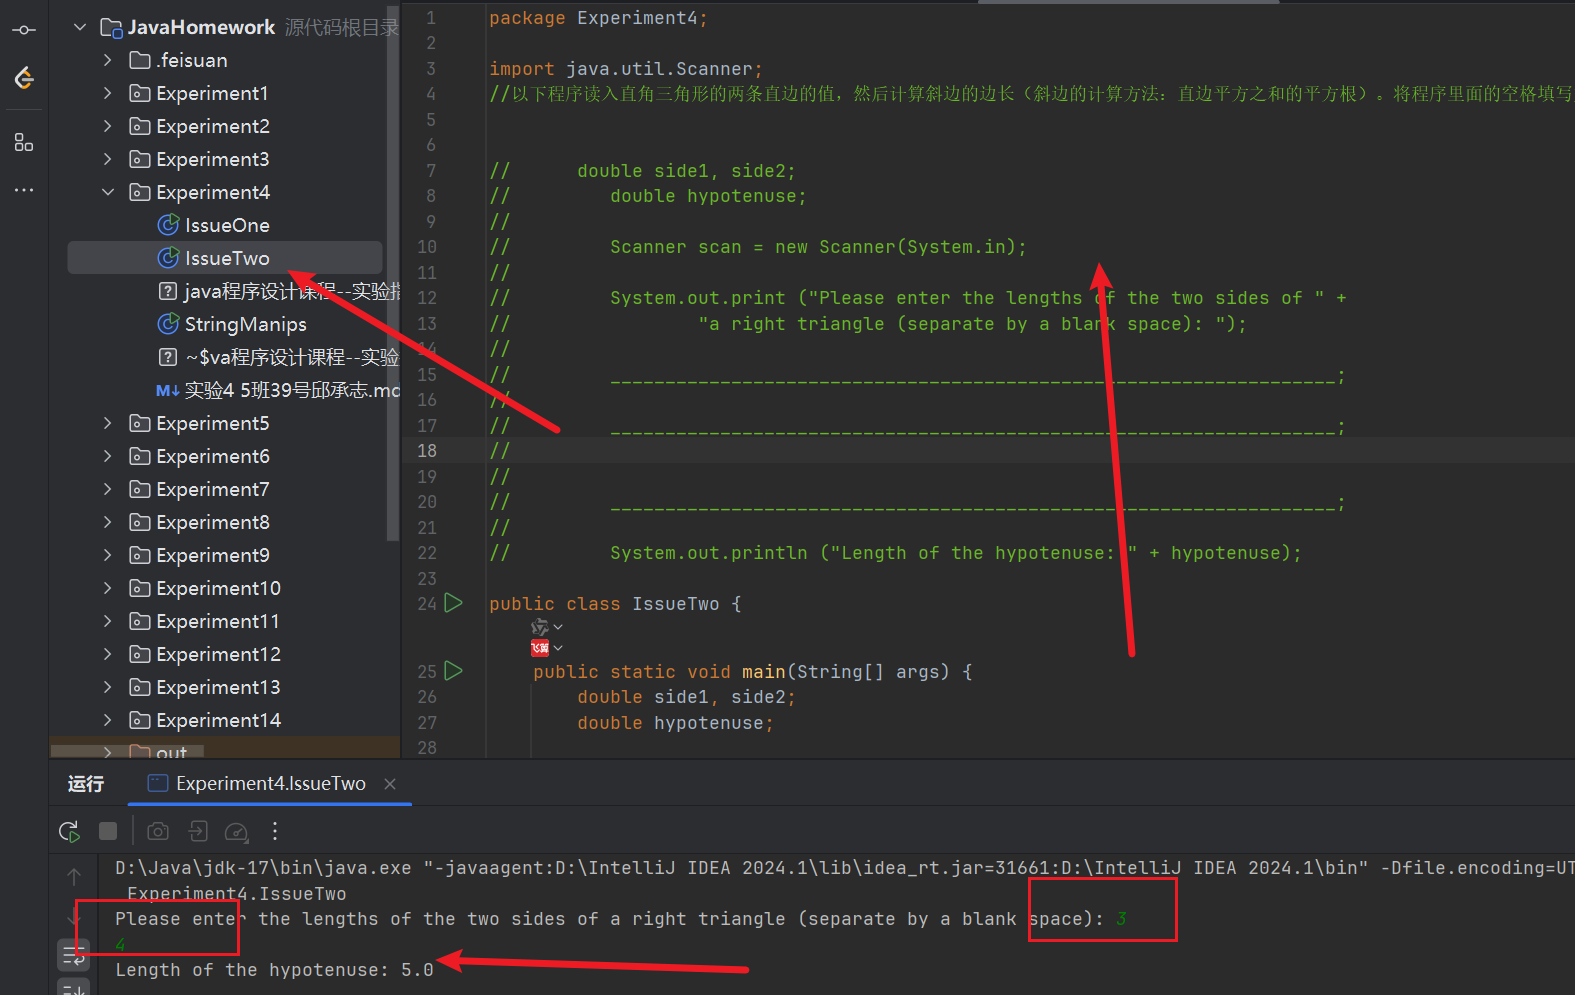 JavaHomework 源代码根目录
.feisuan
Experiment1
Experiment2
Experiment3
Experiment4
IssueOne
IssueTwo
java程序设计课程--实验指
StringManips
~$va程序设计课程--实验
实验4 5班39号邱承志.md
Experiment5
Experiment6
Experiment7
Experiment8
Experiment9
Experiment10
Experiment11
Experiment12
Experiment13
Experiment14
out
1 package Experiment4;
2
3 import java.util.Scanner;
4 //以下程序读入直角三角形的两条直边的值，然后计算斜边的边长（斜边的计算方法：直边平方之和的平方根）。将程序里面的空格填写
5
6
7 // double side1, side2;
8 // double hypotenuse;
9 //
10 // Scanner scan = new Scanner(System.in);
11 //
12 // System.out.print ("Please enter the lengths of the two sides of " +
13 // "a right triangle (separate by a blank space): ");
14 //
15 // __________________________________________________________________;
16 //
17 // __________________________________________________________________;
18 //
19 //
20 // __________________________________________________________________;
21 //
22 // System.out.println ("Length of the hypotenuse: " + hypotenuse);
23
24 public class IssueTwo {
飞算
25 public static void main(String[] args) {
26 double side1, side2;
27 double hypotenuse;
28
运行 Experiment4.IssueTwo
D:\Java\jdk-17\bin\java.exe "-javaagent:D:\IntelliJ IDEA 2024.1\lib\idea_rt.jar=31661:D:\IntelliJ IDEA 2024.1\bin" -Dfile.encoding=UT
Experiment4.IssueTwo
Please enter the lengths of the two sides of a right triangle (separate by a blank space): 3
4
Length of the hypotenuse: 5.0